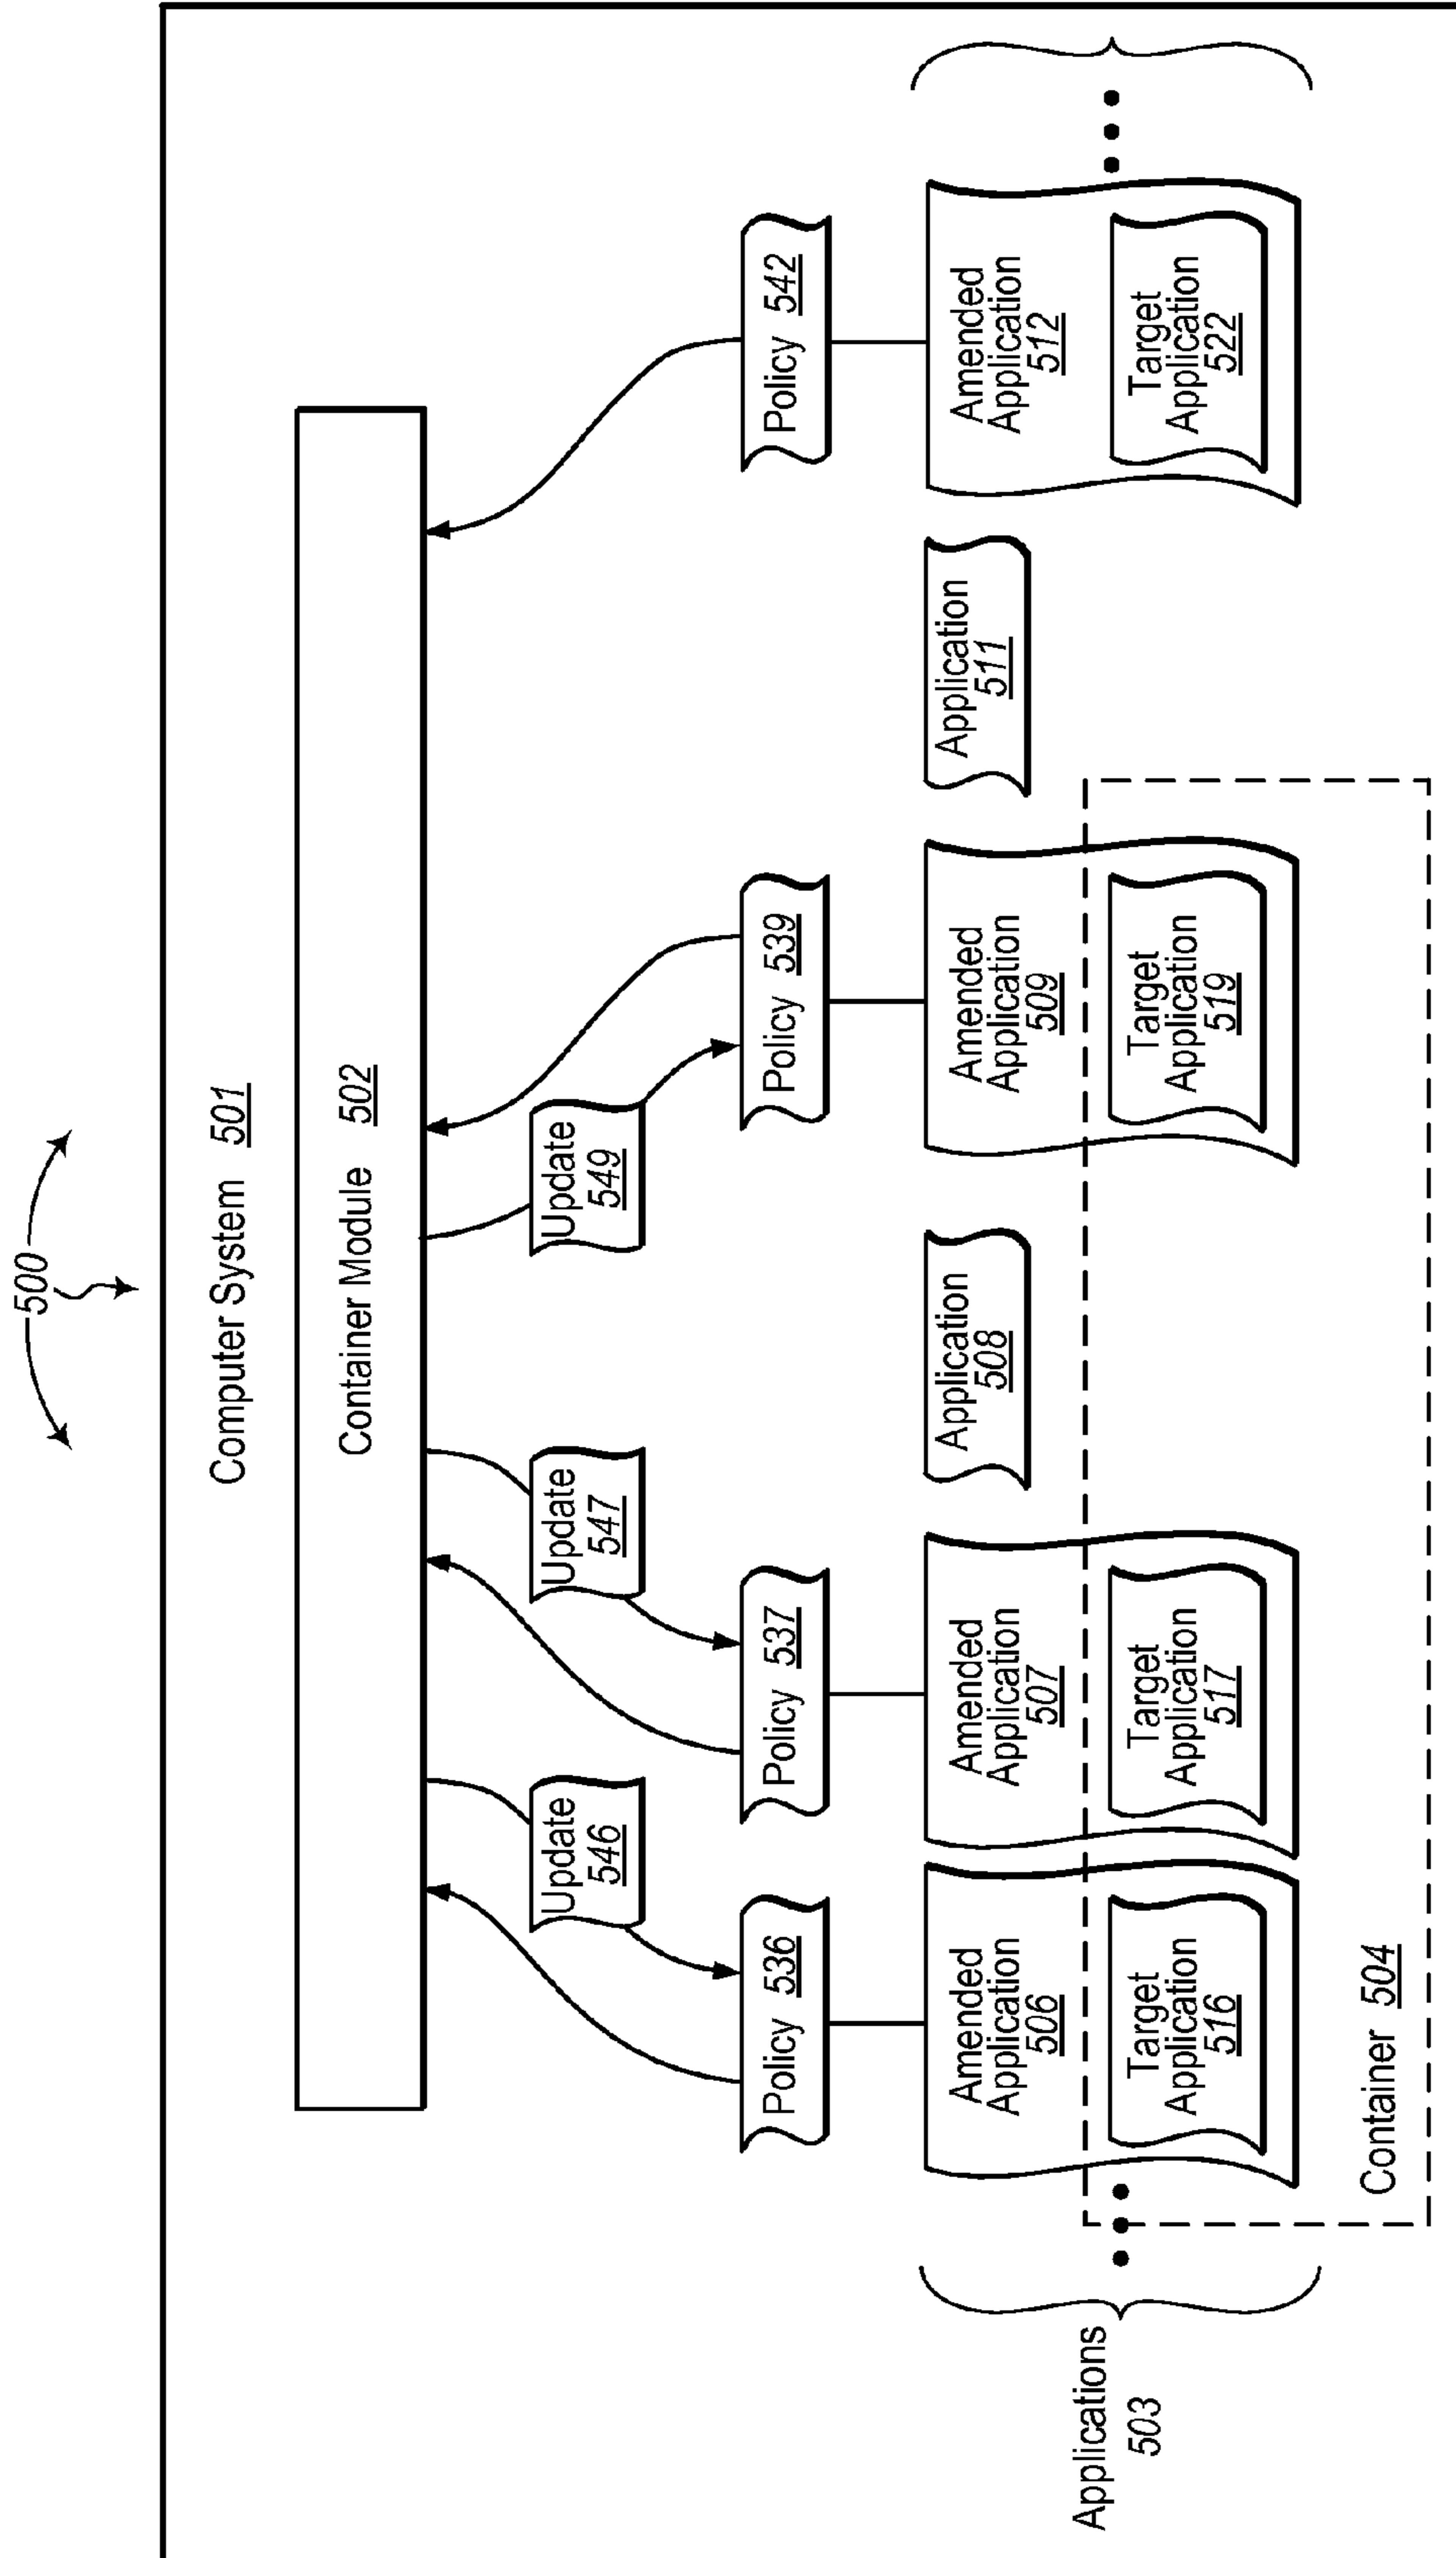 500
Computer System 501
Container Module 502
Update
546
Update
547
Update
549
Policy 536
Policy 537
Policy 539
Policy 542
Applications
503
Amended
Application
506
Target
Application
516
Amended
Application
507
Target
Application
517
Application
508
Amended
Application
509
Target
Application
519
Application
511
Amended
Application
512
Target
Application
522
Container 504